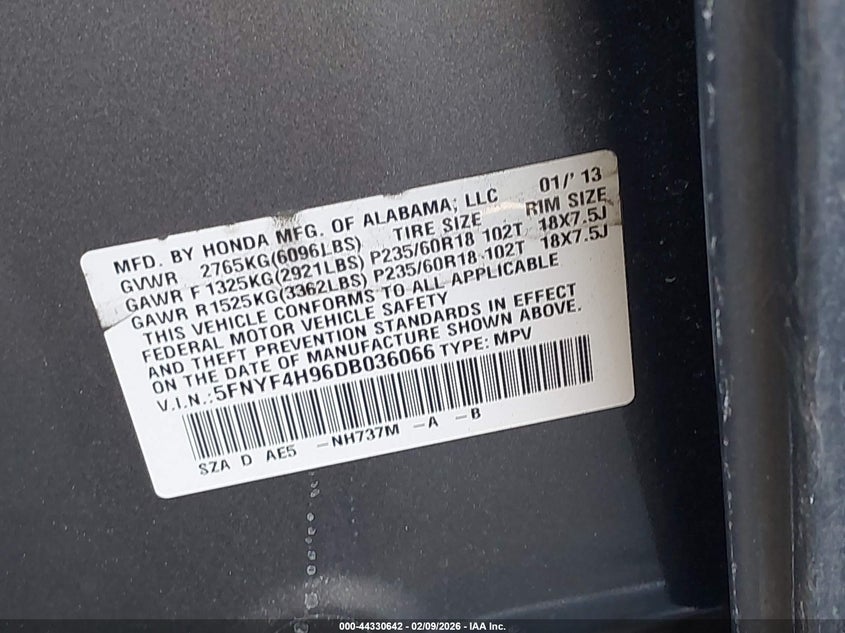 MFD. BY HONDA MFG. OF ALABAMA; LLC 01/'13
GVWR 2765KG(6096LBS) TIRE SIZE RIM SIZE
GAWR F 1325KG(2921LBS) P235/60R18 102T 18X7.5J
GAWR R 1525KG(3362LBS) P235/60R18 102T 18X7.5J
THIS VEHICLE CONFORMS TO ALL APPLICABLE
FEDERAL MOTOR VEHICLE SAFETY
AND THEFT PREVENTION STANDARDS IN EFFECT
ON THE DATE OF MANUFACTURE SHOWN ABOVE.
V.I.N.:5FNYF4H96DB036066 TYPE: MPV
SZA D AE5 -NH737M -A -B
000-44330642 - 02/09/2026 - IAA Inc.